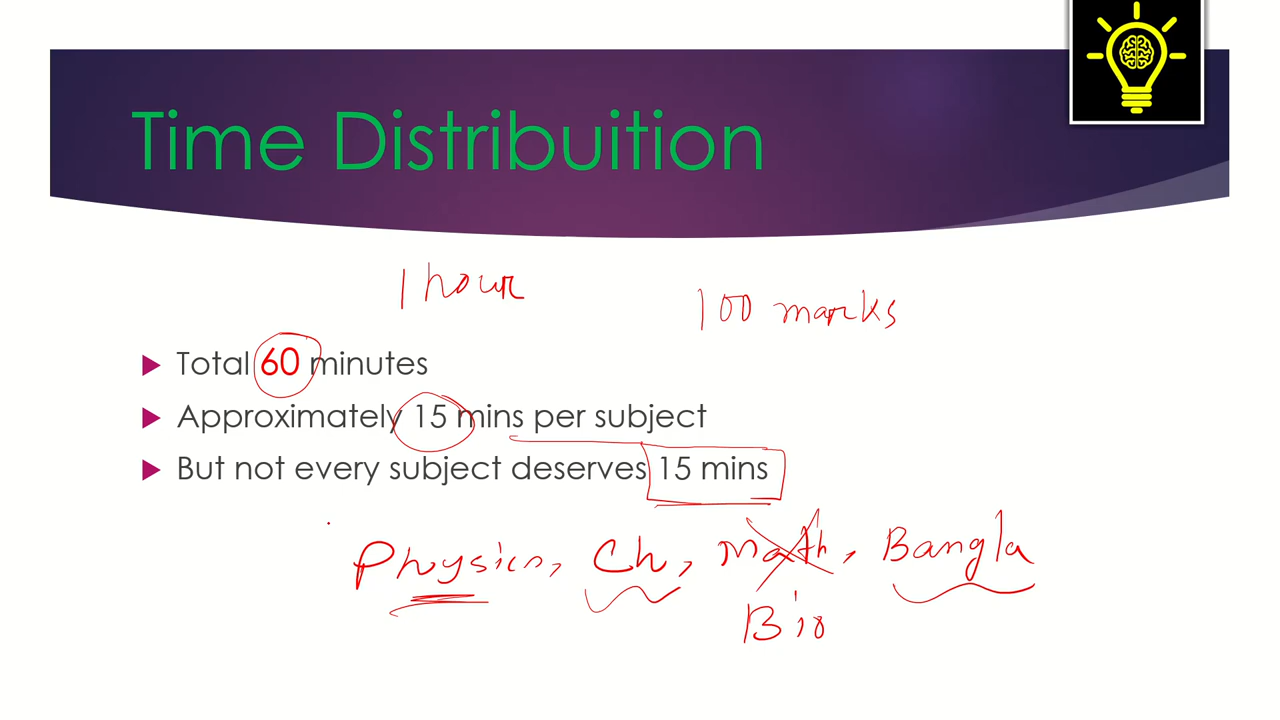 Time Distribuition
1 hour
100 marks
Total 60 minutes
Approximately 15 mins per subject
But not every subject deserves 15 mins
Physics, Ch, Math, Bangla
Bio